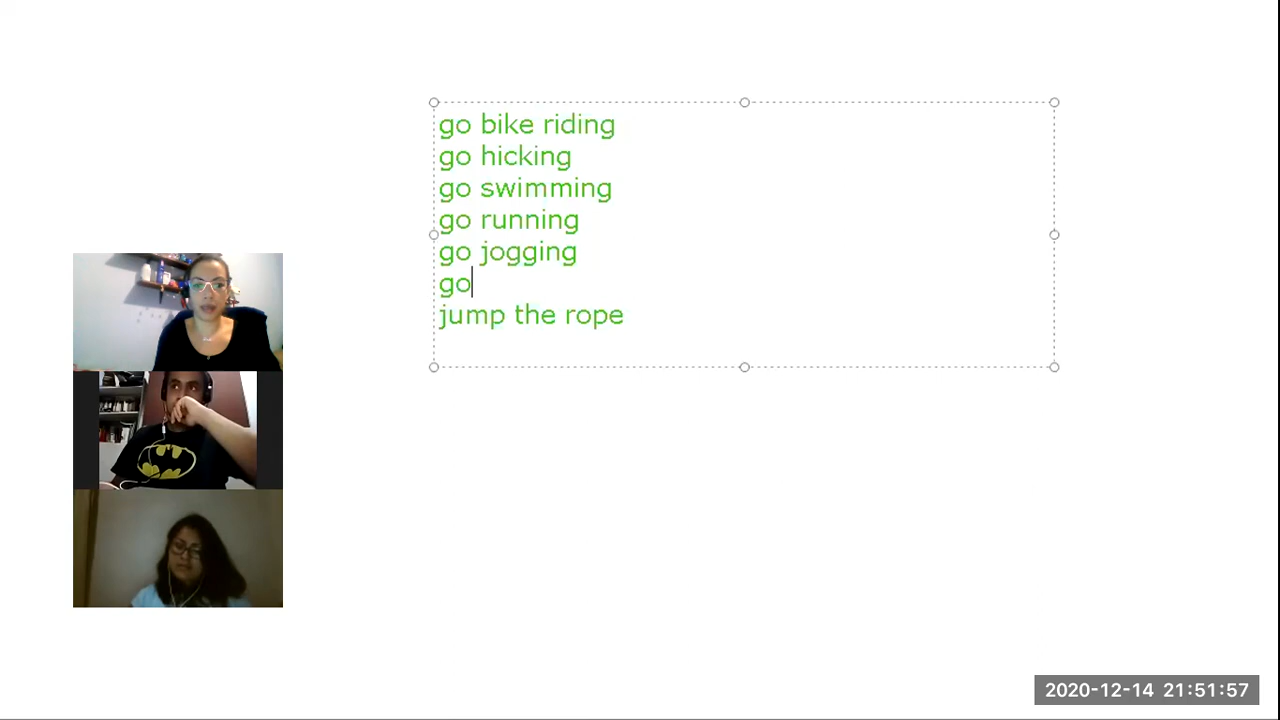 go bike riding
go hicking
go swimming
go running
go jogging
go
jump the rope
2020-12-14 21:51:57